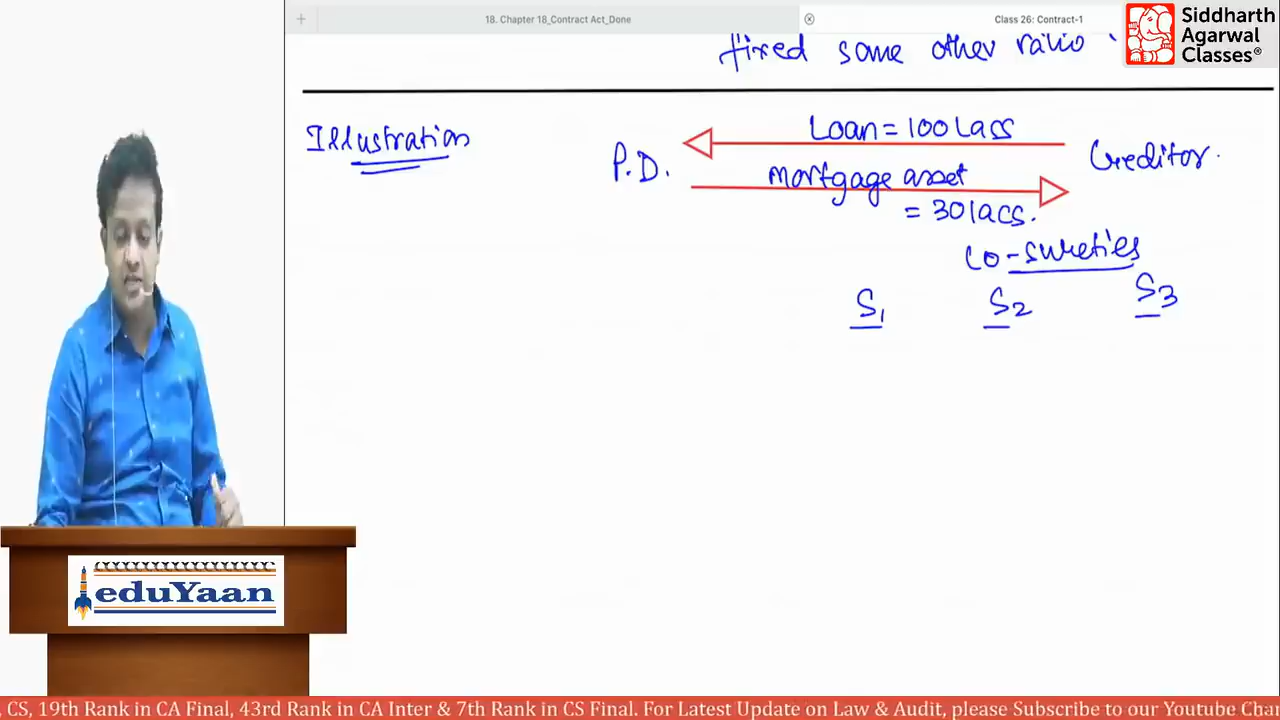 18. Chapter 18_Contract Act_Done
Class 26: Contract-1
Siddharth
Agarwal
Classes®
fixed some other ratio
Illustration
Loan = 100 Lacs
P.D.
Creditor.
mortgage asset
= 30 lacs.
co-sureties
S1 S2 S3
eduYaan
, CS, 19th Rank in CA Final, 43rd Rank in CA Inter & 7th Rank in CS Final. For Latest Update on Law & Audit, please Subscribe to our Youtube Cha